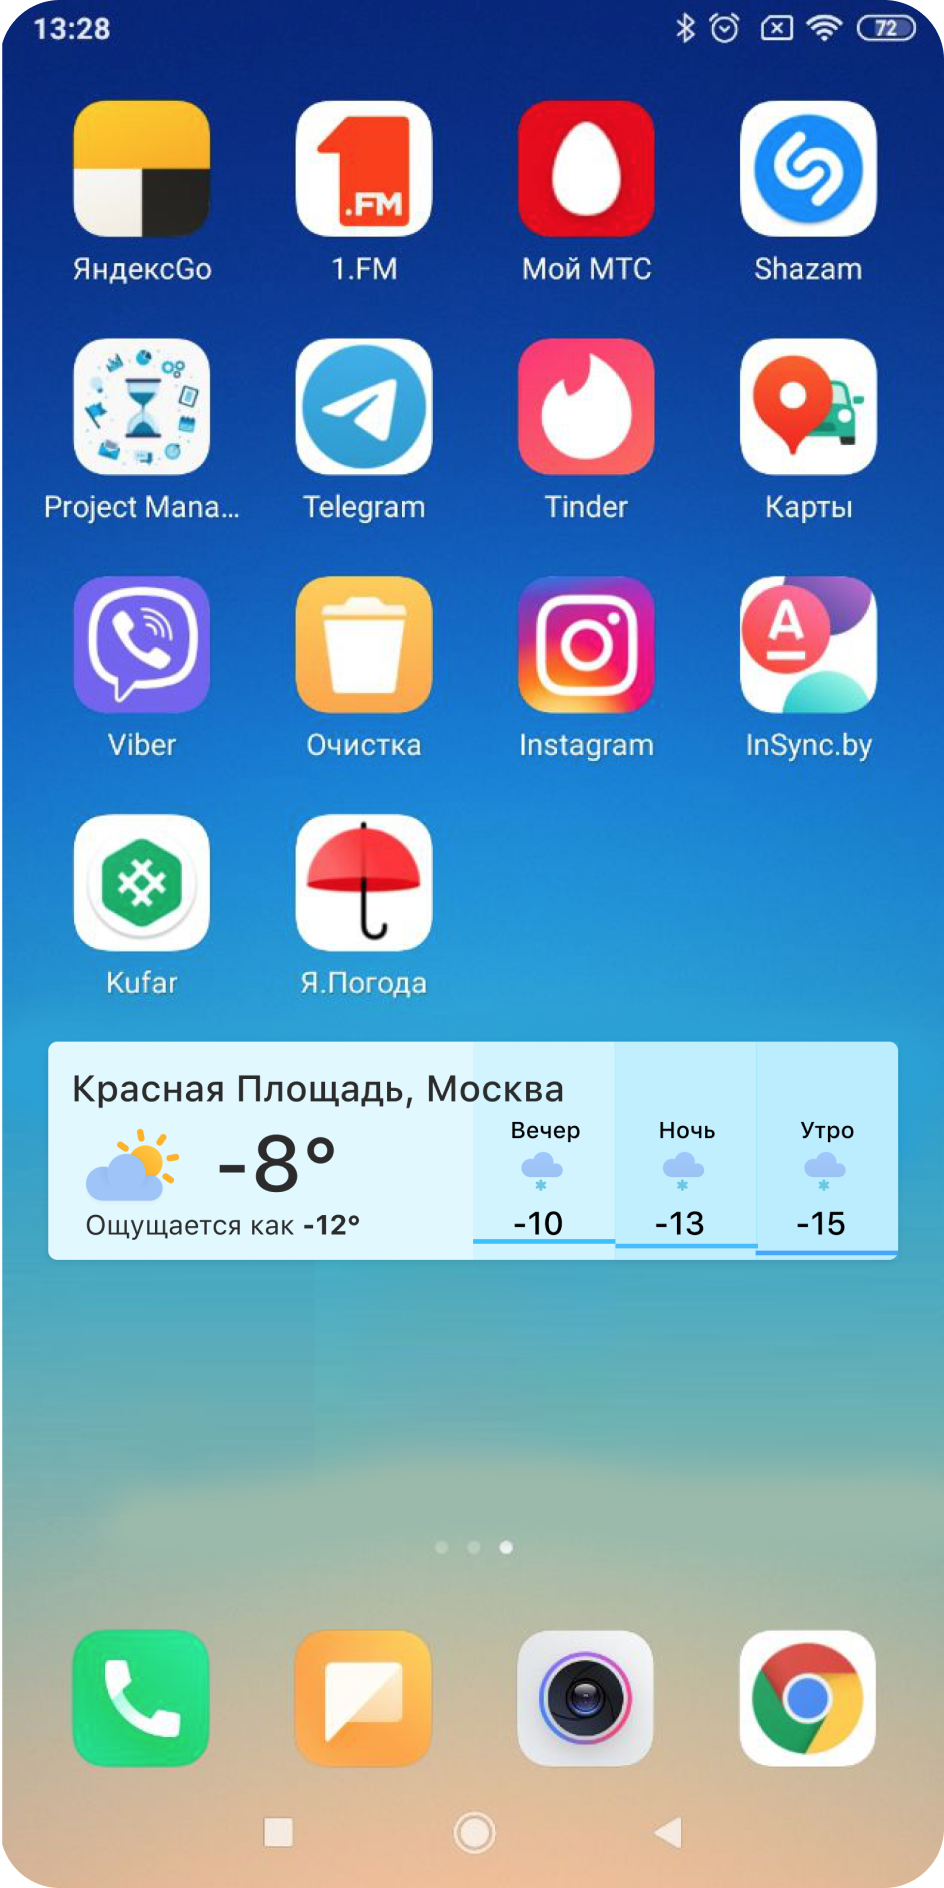 13:28
72
.FM
ЯндексGo
1.FM
Мой МТС
Shazam
Project Mana...
Telegram
Tinder
Карты
A
Viber
Очистка
Instagram
InSync.by
Kufar
Я.Погода
Красная Площадь, Москва
Вечер
Ночь
Утро
-8°
-10
-13
-15
Ощущается как -12°